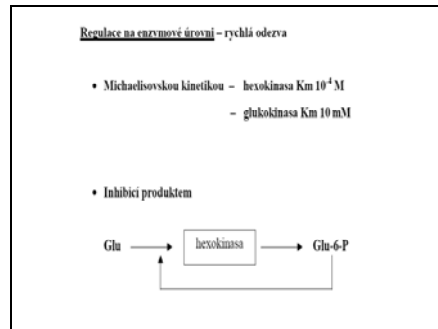 Regulace na enzymové úrovni – rychlá odezva
• Michaelisovskou kinetikou – hexokinasa Km 10⁻⁴ M
– glukokinasa Km 10 mM
• Inhibicí produktem
Glu hexokinasa Glu-6-P